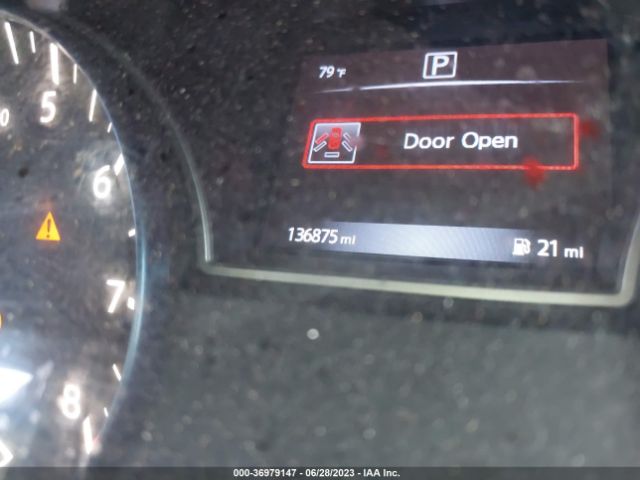 79°F
P
5
Door Open
6
136875 mi
21 mi
7
8
000-36979147 · 06/28/2023 · IAA Inc.